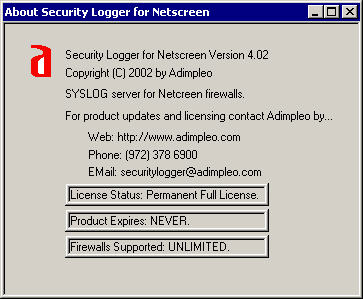 About Security Logger for Netscreen
a
Security Logger for Netscreen Version 4.02
Copyright (C) 2002 by Adimpleo
SYSLOG server for Netcreen firewalls.
For product updates and licensing contact Adimpleo by...
Web: http://www.adimpleo.com
Phone: (972) 378 6900
EMail: securitylogger@adimpleo.com
License Status: Permanent Full License.
Product Expires: NEVER.
Firewalls Supported: UNLIMITED.